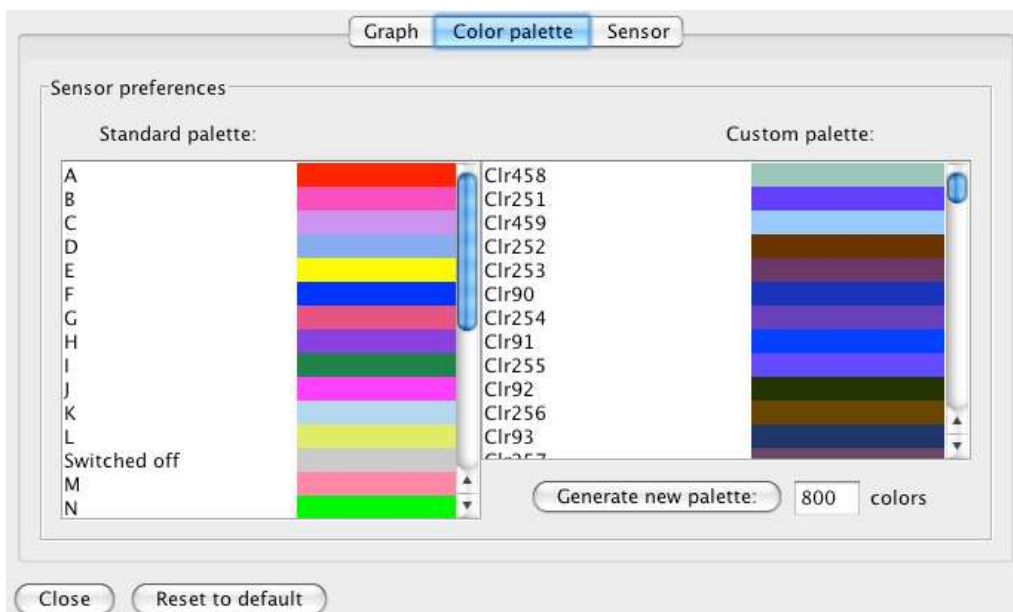 Graph Color palette Sensor
Sensor preferences
Standard palette:
Custom palette:
A
B
C
D
E
F
G
H
I
J
K
L
Switched off
M
N
Clr458
Clr251
Clr459
Clr252
Clr253
Clr90
Clr254
Clr91
Clr255
Clr92
Clr256
Clr93
Clr257
Generate new palette: 800 colors
Close Reset to default